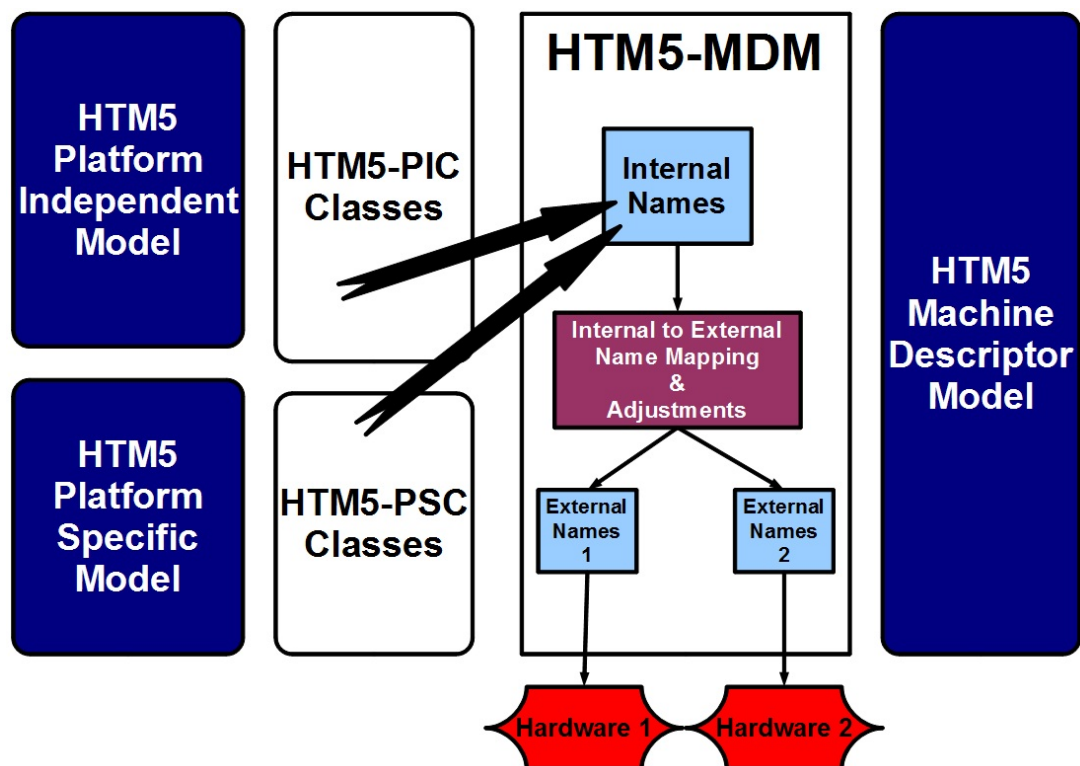 HTM5
Platform
Independent
Model
HTM5
Platform
Specific
Model
HTM5-PIC
Classes
HTM5-PSC
Classes
HTM5-MDM
Internal
Names
Internal to External
Name Mapping
&
Adjustments
External
Names
1
External
Names
2
Hardware 1
Hardware 2
HTM5
Machine
Descriptor
Model